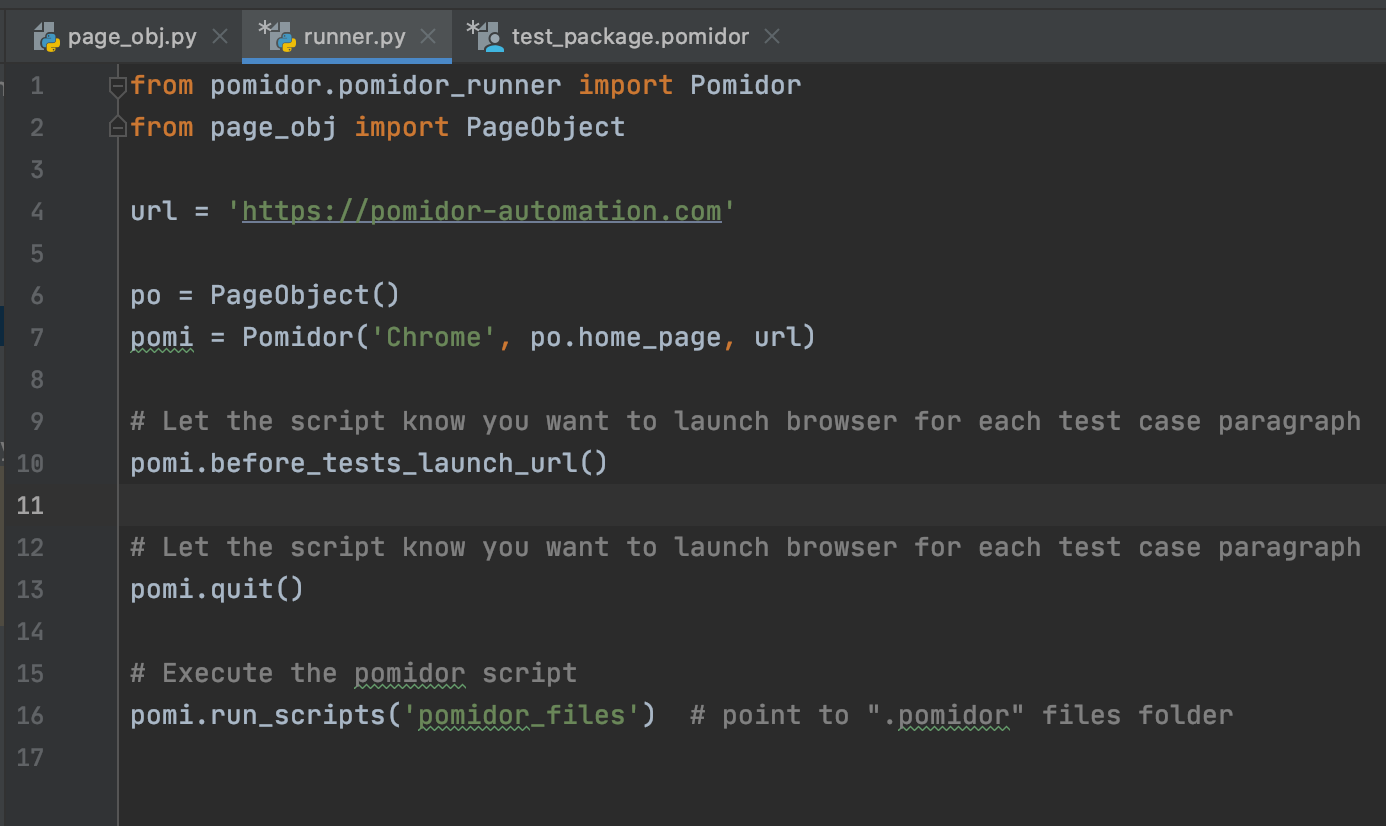 page_obj.py
runner.py
test_package.pomidor
1 from pomidor.pomidor_runner import Pomidor
2 from page_obj import PageObject
3
4 url = 'https://pomidor-automation.com'
5
6 po = PageObject()
7 pomi = Pomidor('Chrome', po.home_page, url)
8
9 # Let the script know you want to launch browser for each test case paragraph
10 pomi.before_tests_launch_url()
11
12 # Let the script know you want to launch browser for each test case paragraph
13 pomi.quit()
14
15 # Execute the pomidor script
16 pomi.run_scripts('pomidor_files')  # point to ".pomidor" files folder
17